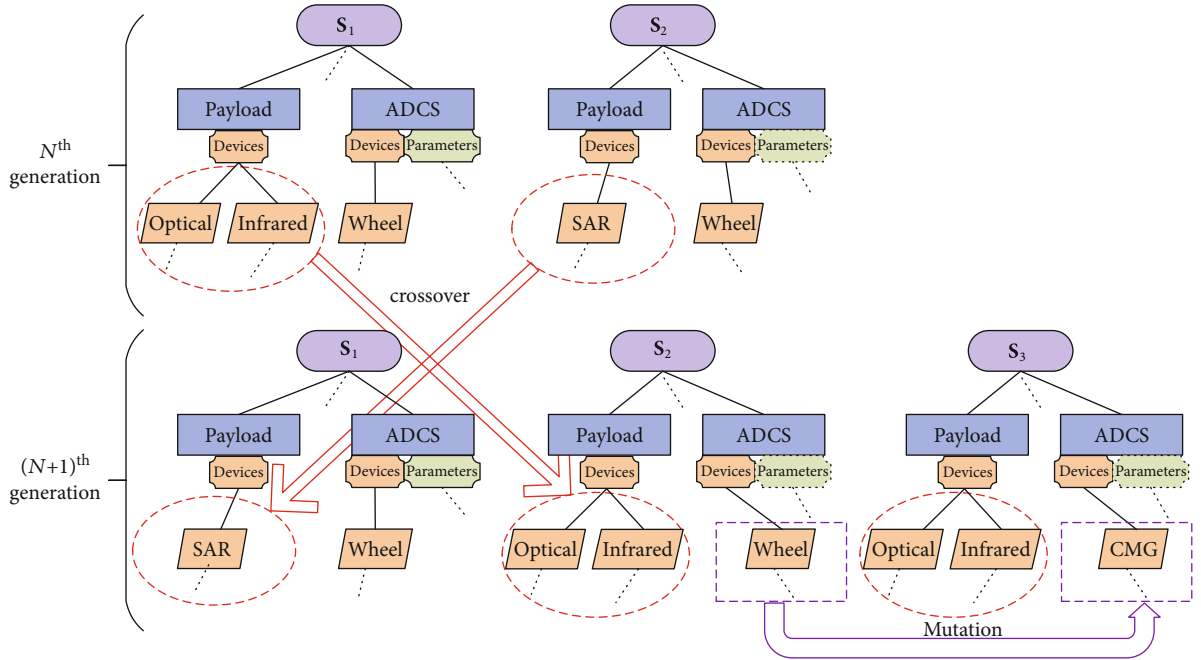 S1 S2
Payload ADCS Payload ADCS
Devices Devices Parameters Devices Devices Parameters
Nth
generation
Optical Infrared Wheel SAR Wheel
crossover
S1 S2 S3
Payload ADCS Payload ADCS Payload ADCS
Devices Devices Parameters Devices Devices Parameters Devices Devices Parameters
(N+1)th
generation
SAR Wheel Optical Infrared Wheel Optical Infrared CMG
Mutation